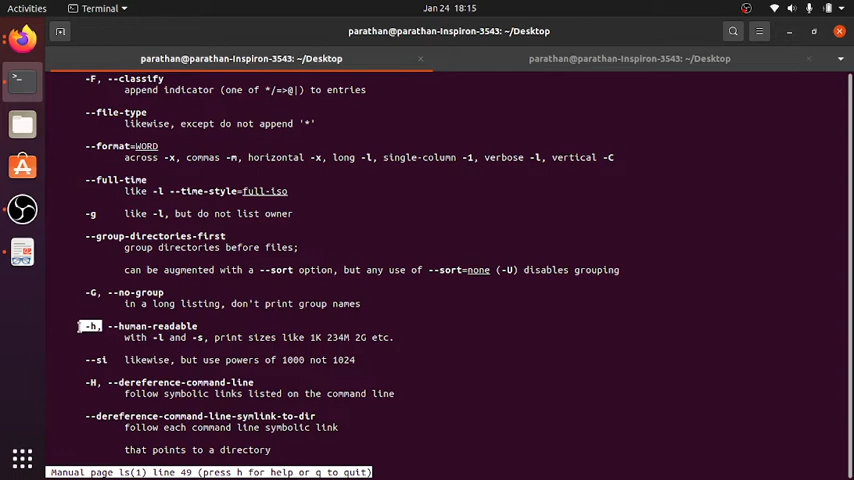 Activities
Terminal
Jan 24 18:15
parathan@parathan-Inspiron-3543: ~/Desktop
parathan@parathan-Inspiron-3543: ~/Desktop
parathan@parathan-Inspiron-3543: ~/Desktop
-F, --classify
append indicator (one of */=>@|) to entries
--file-type
likewise, except do not append '*'
--format=WORD
across -x, commas -m, horizontal -x, long -l, single-column -1, verbose -l, vertical -C
--full-time
like -l --time-style=full-iso
-g like -l, but do not list owner
--group-directories-first
group directories before files;
can be augmented with a --sort option, but any use of --sort=none (-U) disables grouping
-G, --no-group
in a long listing, don't print group names
-h, --human-readable
with -l and -s, print sizes like 1K 234M 2G etc.
--si likewise, but use powers of 1000 not 1024
-H, --dereference-command-line
follow symbolic links listed on the command line
--dereference-command-line-symlink-to-dir
follow each command line symbolic link
that points to a directory
Manual page ls(1) line 49 (press h for help or q to quit)